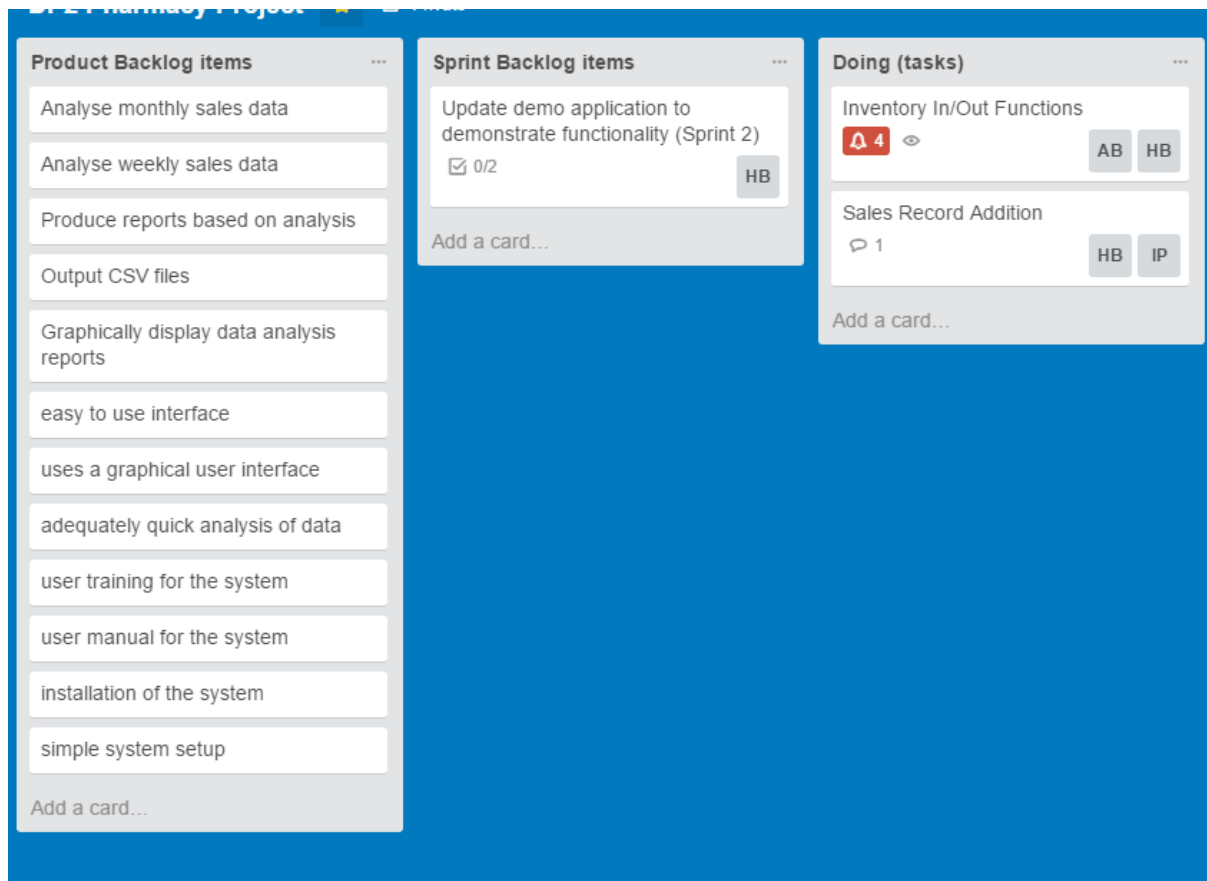 Pharmacy Project
Product Backlog items
Analyse monthly sales data
Analyse weekly sales data
Produce reports based on analysis
Output CSV files
Graphically display data analysis
reports
easy to use interface
uses a graphical user interface
adequately quick analysis of data
user training for the system
user manual for the system
installation of the system
simple system setup
Add a card...
Sprint Backlog items
Update demo application to
demonstrate functionality (Sprint 2)
0/2
HB
Add a card...
Doing (tasks)
Inventory In/Out Functions
4
AB HB
Sales Record Addition
1
HB IP
Add a card...